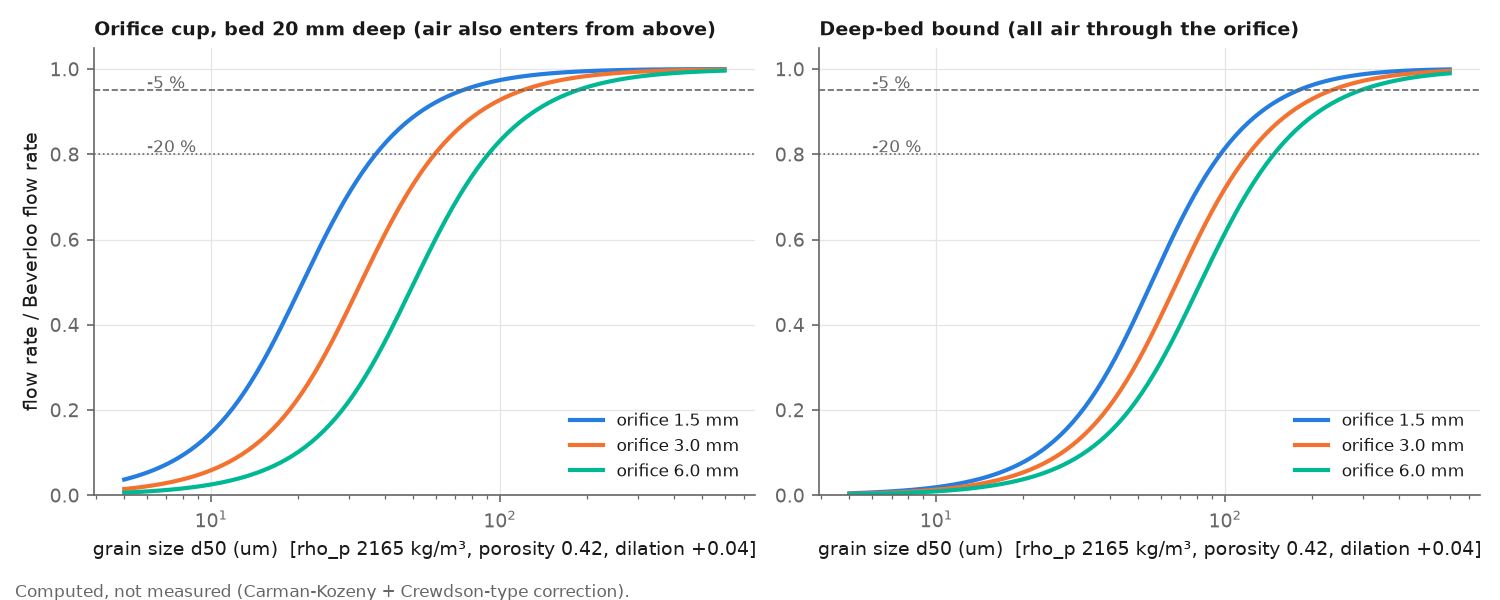 Orifice cup, bed 20 mm deep (air also enters from above)
flow rate / Beverloo flow rate
1.0
0.8
0.6
0.4
0.2
0.0
-5 %
-20 %
orifice 1.5 mm
orifice 3.0 mm
orifice 6.0 mm
10¹
10²
grain size d50 (um)  [rho_p 2165 kg/m³, porosity 0.42, dilation +0.04]
Deep-bed bound (all air through the orifice)
1.0
0.8
0.6
0.4
0.2
0.0
-5 %
-20 %
orifice 1.5 mm
orifice 3.0 mm
orifice 6.0 mm
10¹
10²
grain size d50 (um)  [rho_p 2165 kg/m³, porosity 0.42, dilation +0.04]
Computed, not measured (Carman-Kozeny + Crewdson-type correction).